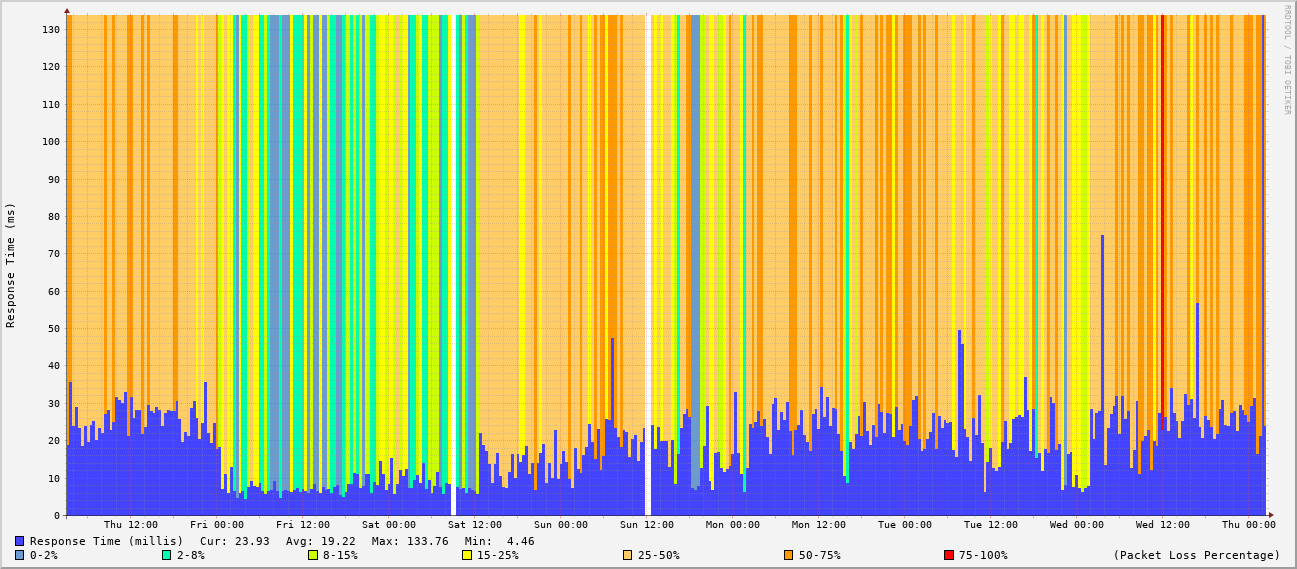 RRDTOOL / TOBI OETIKER
Response Time (ms)
130
120
110
100
90
80
70
60
50
40
30
20
10
0
Thu 12:00 Fri 00:00 Fri 12:00 Sat 00:00 Sat 12:00 Sun 00:00 Sun 12:00 Mon 00:00 Mon 12:00 Tue 00:00 Tue 12:00 Wed 00:00 Wed 12:00 Thu 00:00
Response Time (millis) Cur: 23.93 Avg: 19.22 Max: 133.76 Min: 4.46
0-2% 2-8% 8-15% 15-25% 25-50% 50-75% 75-100% (Packet Loss Percentage)